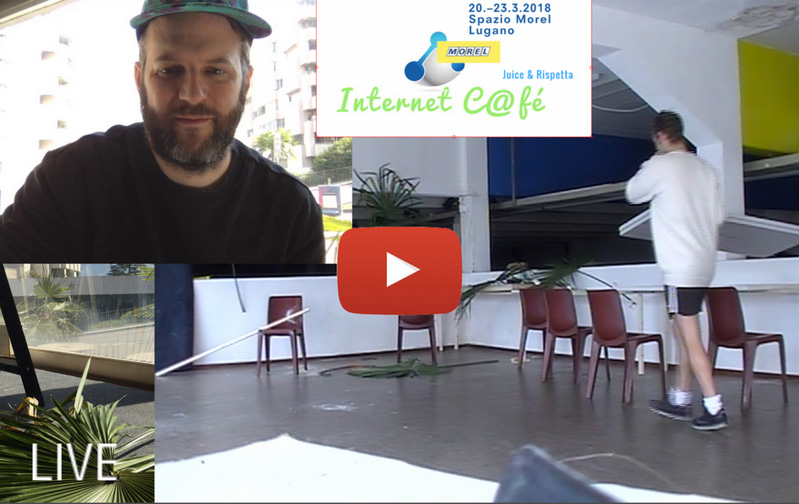 20.–23.3.2018
Spazio Morel
Lugano
MOREL
Juice & Rispetta
Internet C@fé
LIVE